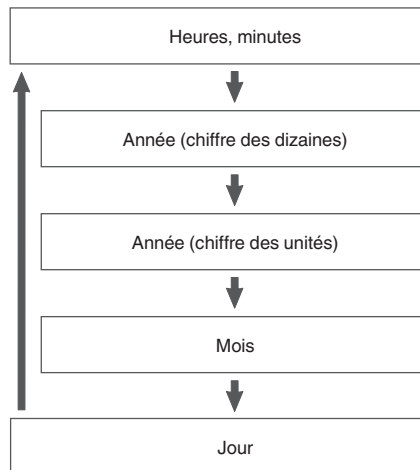 Heures, minutes
Année (chiffre des dizaines)
Année (chiffre des unités)
Mois
Jour